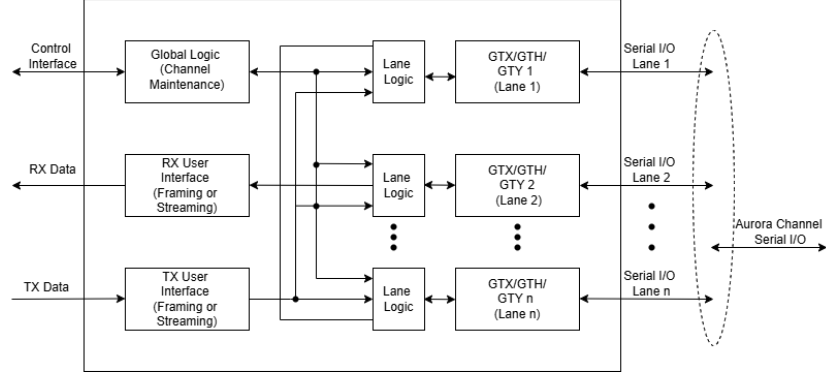 Control
Interface
Global Logic
(Channel
Maintenance)
Lane
Logic
GTX/GTH/
GTY 1
(Lane 1)
Serial I/O
Lane 1
RX Data
RX User
Interface
(Framing or
Streaming)
Lane
Logic
GTX/GTH/
GTY 2
(Lane 2)
Serial I/O
Lane 2
Aurora Channel
Serial I/O
TX Data
TX User
Interface
(Framing or
Streaming)
Lane
Logic
GTX/GTH/
GTY n
(Lane n)
Serial I/O
Lane n